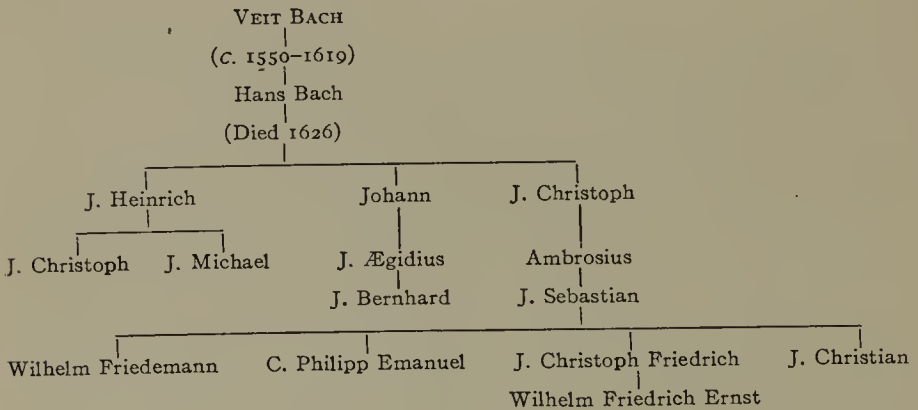 VEIT BACH
(C. 1550–1619)
Hans Bach
(Died 1626)
J. Heinrich Johann J. Christoph
J. Christoph J. Michael J. Ægidius Ambrosius
J. Bernhard J. Sebastian
Wilhelm Friedemann C. Philipp Emanuel J. Christoph Friedrich J. Christian
Wilhelm Friedrich Ernst